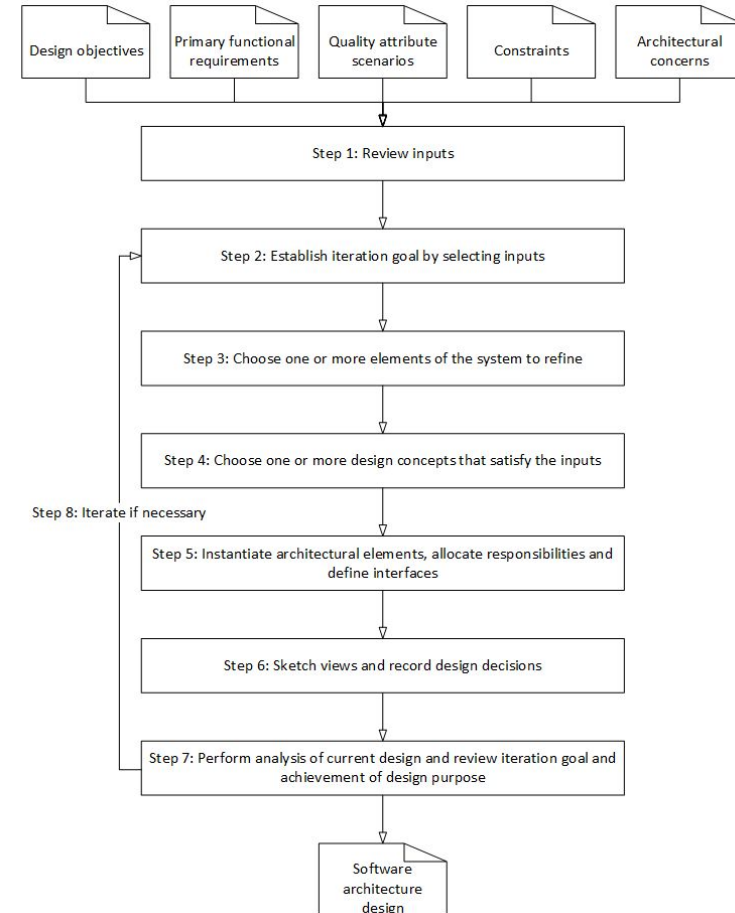 Design objectives
Primary functional
requirements
Quality attribute
scenarios
Constraints
Architectural
concerns
Step 1: Review inputs
Step 2: Establish iteration goal by selecting inputs
Step 3: Choose one or more elements of the system to refine
Step 4: Choose one or more design concepts that satisfy the inputs
Step 8: Iterate if necessary
Step 5: Instantiate architectural elements, allocate responsibilities and
define interfaces
Step 6: Sketch views and record design decisions
Step 7: Perform analysis of current design and review iteration goal and
achievement of design purpose
Software
architecture
design